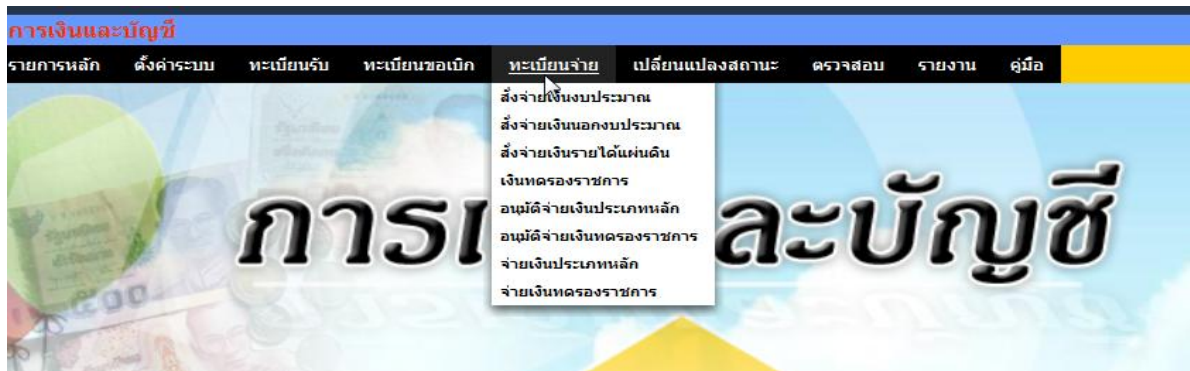 การเงินและบัญชี
รายการหลัก ตั้งค่าระบบ ทะเบียนรับ ทะเบียนขอเบิก ทะเบียนจ่าย เปลี่ยนแปลงสถานะ ตรวจสอบ รายงาน คู่มือ
สั่งจ่ายเงินงบประมาณ
สั่งจ่ายเงินนอกงบประมาณ
สั่งจ่ายเงินรายได้แผ่นดิน
เงินทดรองราชการ
อนุมัติจ่ายเงินประเภทหลัก
อนุมัติจ่ายเงินทดรองราชการ
จ่ายเงินประเภทหลัก
จ่ายเงินทดรองราชการ
การเ ละบัญชี